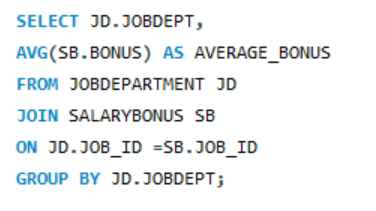 SELECT JD.JOBDEPT,
AVG(SB.BONUS) AS AVERAGE_BONUS
FROM JOBDEPARTMENT JD
JOIN SALARYBONUS SB
ON JD.JOB_ID =SB.JOB_ID
GROUP BY JD.JOBDEPT;